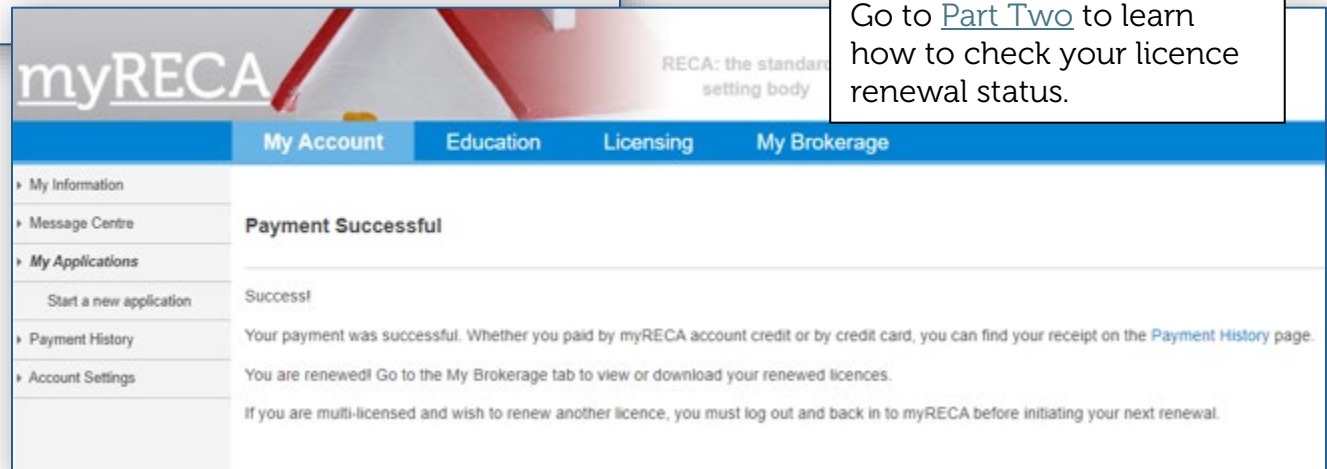 Go to Part Two to learn
how to check your licence
renewal status.
myRECA
RECA: the standard
setting body
My Account Education Licensing My Brokerage
My Information
Message Centre
My Applications
Start a new application
Payment History
Account Settings
Payment Successful
Success!
Your payment was successful. Whether you paid by myRECA account credit or by credit card, you can find your receipt on the Payment History page.
You are renewed! Go to the My Brokerage tab to view or download your renewed licences.
If you are multi-licensed and wish to renew another licence, you must log out and back in to myRECA before initiating your next renewal.